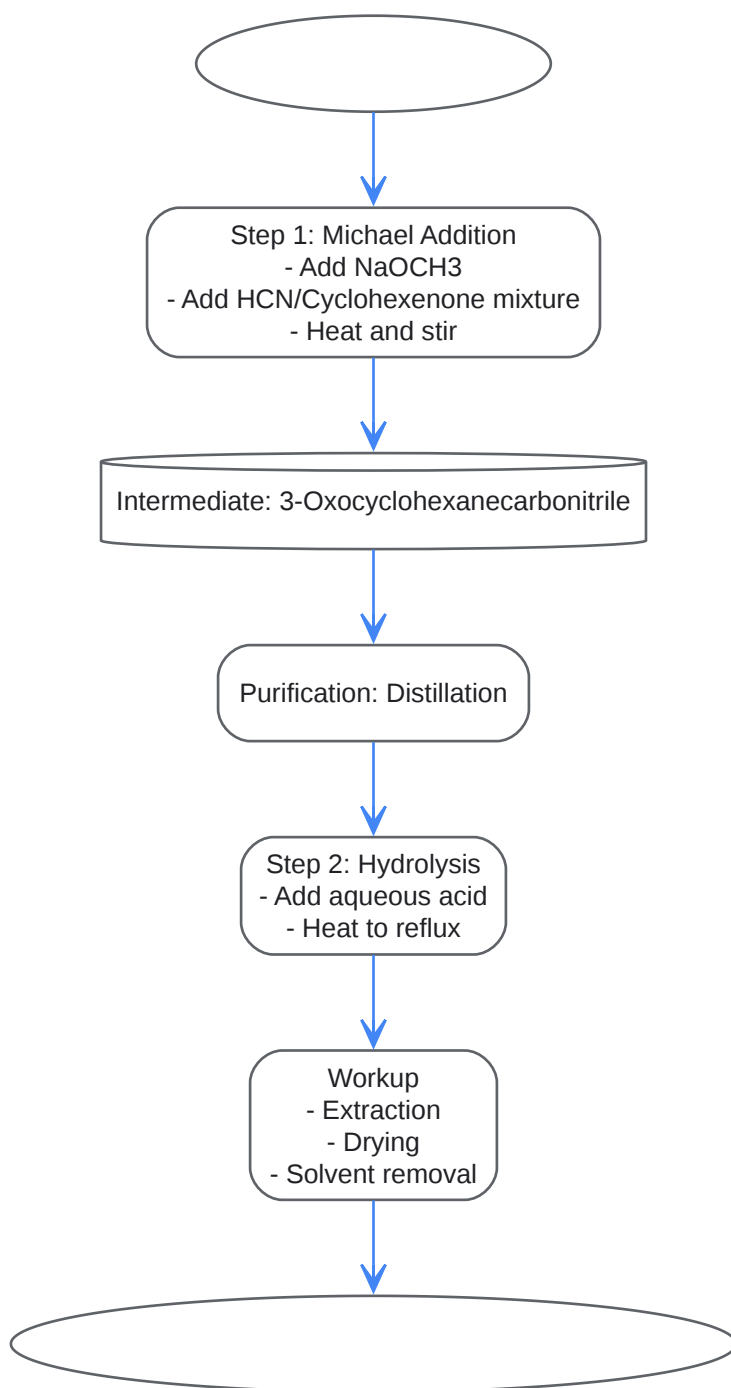 Step 1: Michael Addition
- Add NaOCH3
- Add HCN/Cyclohexenone mixture
- Heat and stir
Intermediate: 3-Oxocyclohexanecarbonitrile
Purification: Distillation
Step 2: Hydrolysis
- Add aqueous acid
- Heat to reflux
Workup
- Extraction
- Drying
- Solvent removal